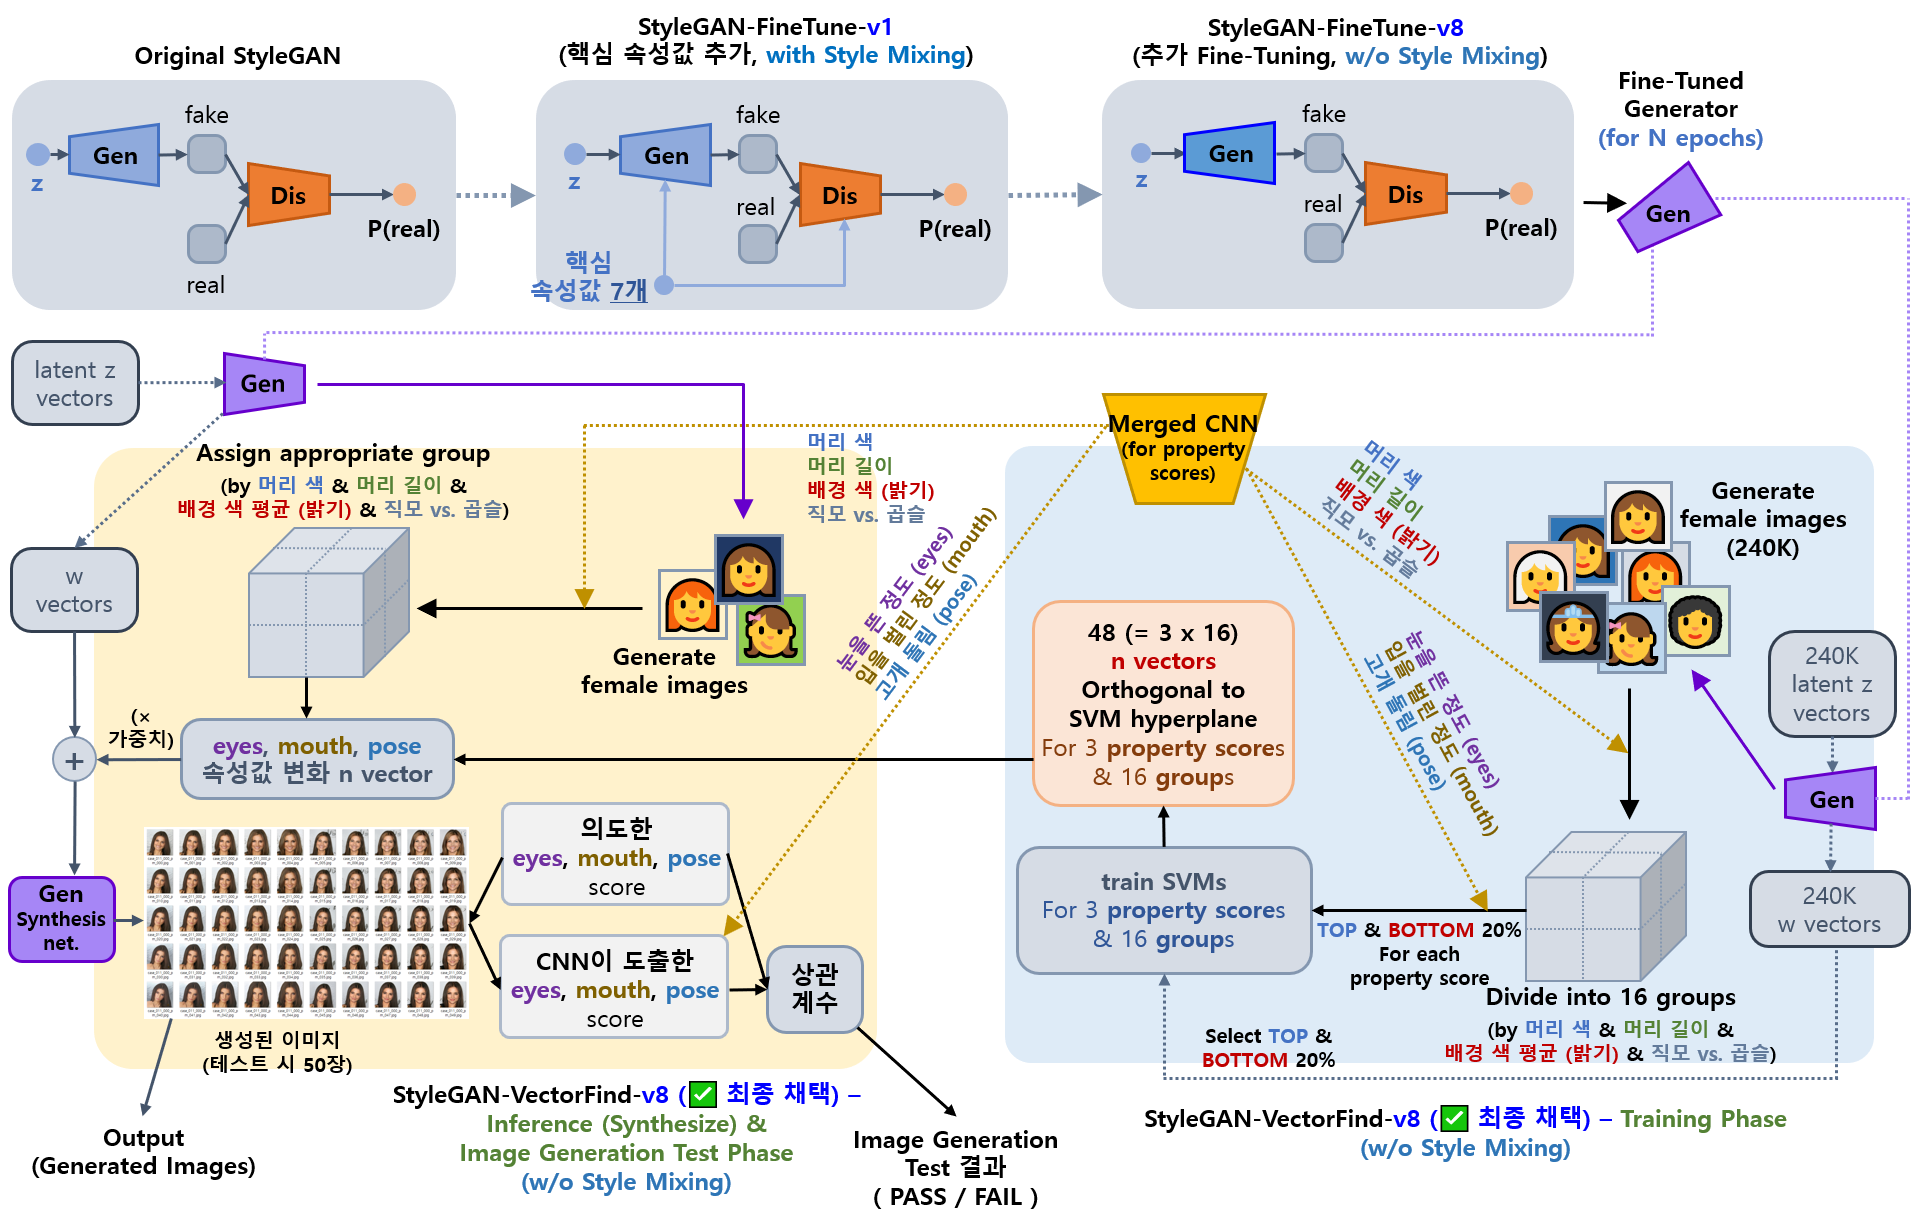 Original StyleGAN
fake
Gen
z
Dis
P(real)
real
StyleGAN-FineTune-v1
(핵심 속성값 추가, with Style Mixing)
fake
Gen
z
real
Dis
P(real)
핵심
속성값 7개
StyleGAN-FineTune-v8
(추가 Fine-Tuning, w/o Style Mixing)
fake
Gen
z
real
Dis
P(real)
Fine-Tuned
Generator
(for N epochs)
Gen
latent z
vectors
Gen
w
vectors
Assign appropriate group
(by 머리 색 & 머리 길이 &
배경 색 평균 (밝기) & 직모 vs. 곱슬)
머리 색
머리 길이
배경 색 (밝기)
직모 vs. 곱슬
눈을 뜬 정도 (eyes)
입을 벌린 정도 (mouth)
고개 돌림 (pose)
Generate
female images
(×
가중치)
+
eyes, mouth, pose
속성값 변화 n vector
Gen
Synthesis
net.
의도한
eyes, mouth, pose
score
CNN이 도출한
eyes, mouth, pose
score
상관
계수
생성된 이미지
(테스트 시 50장)
Output
(Generated Images)
StyleGAN-VectorFind-v8 (✅ 최종 채택) –
Inference (Synthesize) &
Image Generation Test Phase
(w/o Style Mixing)
Image Generation
Test 결과
( PASS / FAIL )
Merged CNN
(for property
scores)
머리 색
머리 길이
배경 색 (밝기)
직모 vs. 곱슬
눈을 뜬 정도 (eyes)
입을 벌린 정도 (mouth)
고개 돌림 (pose)
Generate
female images
(240K)
240K
latent z
vectors
Gen
240K
w vectors
48 (= 3 x 16)
n vectors
Orthogonal to
SVM hyperplane
For 3 property scores
& 16 groups
train SVMs
For 3 property scores
& 16 groups
TOP & BOTTOM 20%
For each
property score
Divide into 16 groups
(by 머리 색 & 머리 길이 &
배경 색 평균 (밝기) & 직모 vs. 곱슬)
Select TOP &
BOTTOM 20%
StyleGAN-VectorFind-v8 (✅ 최종 채택) – Training Phase
(w/o Style Mixing)